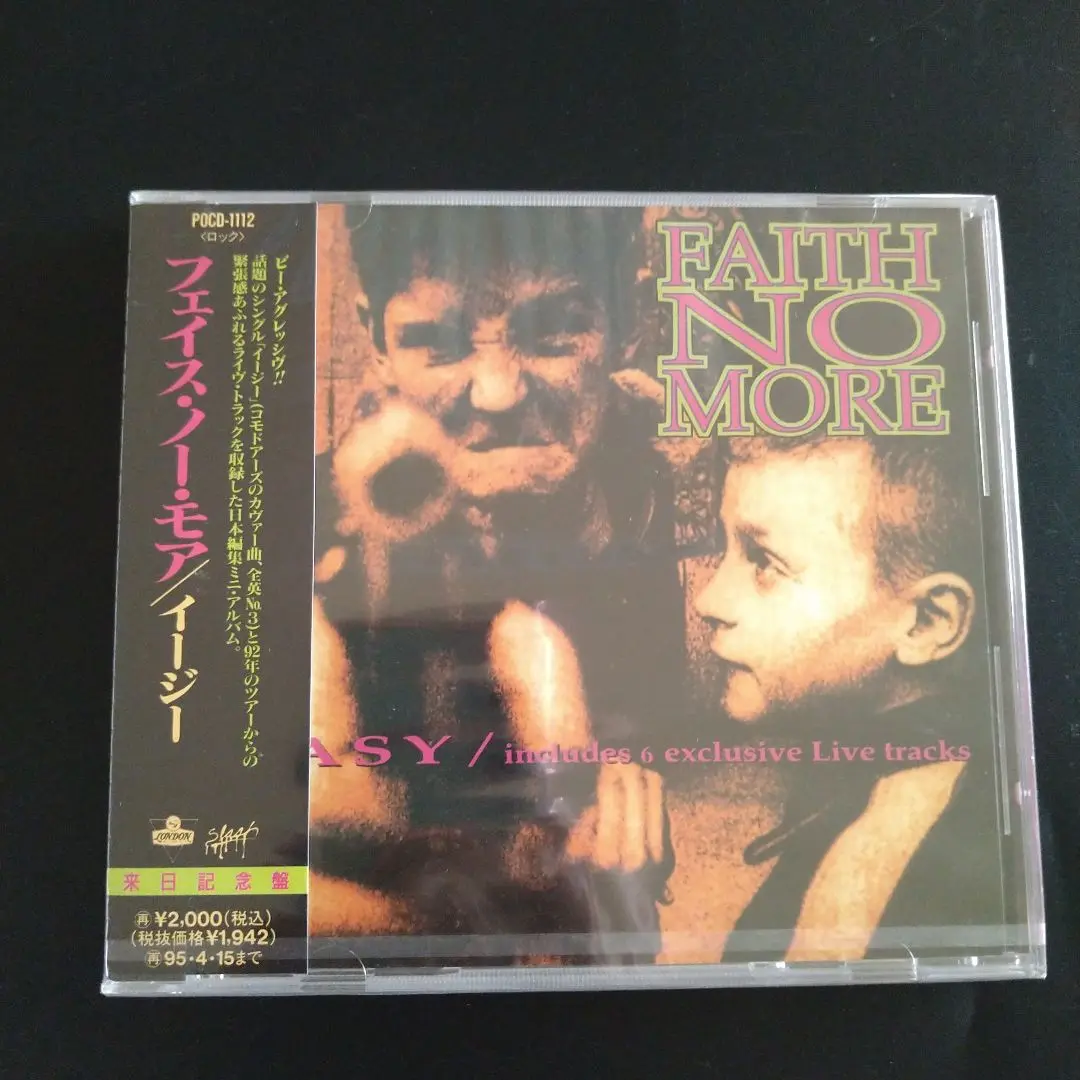 POCD-1112
〈ロック〉
ビー・アグレッシヴ!!
話題のシングル「イージー」(コモドアーズのカヴァー曲、全英No.3)と92年のツアーからの
緊張感あふれるライヴ・トラックを収録した日本編集ミニ・アルバム。
フェイス・ノー・モア/イージー
LONDON
slash
来日記念盤
再¥2,000(税込)
(税抜価格¥1,942)
再95・4・15まで
FAITH
NO
MORE
ASY / includes 6 exclusive Live tracks